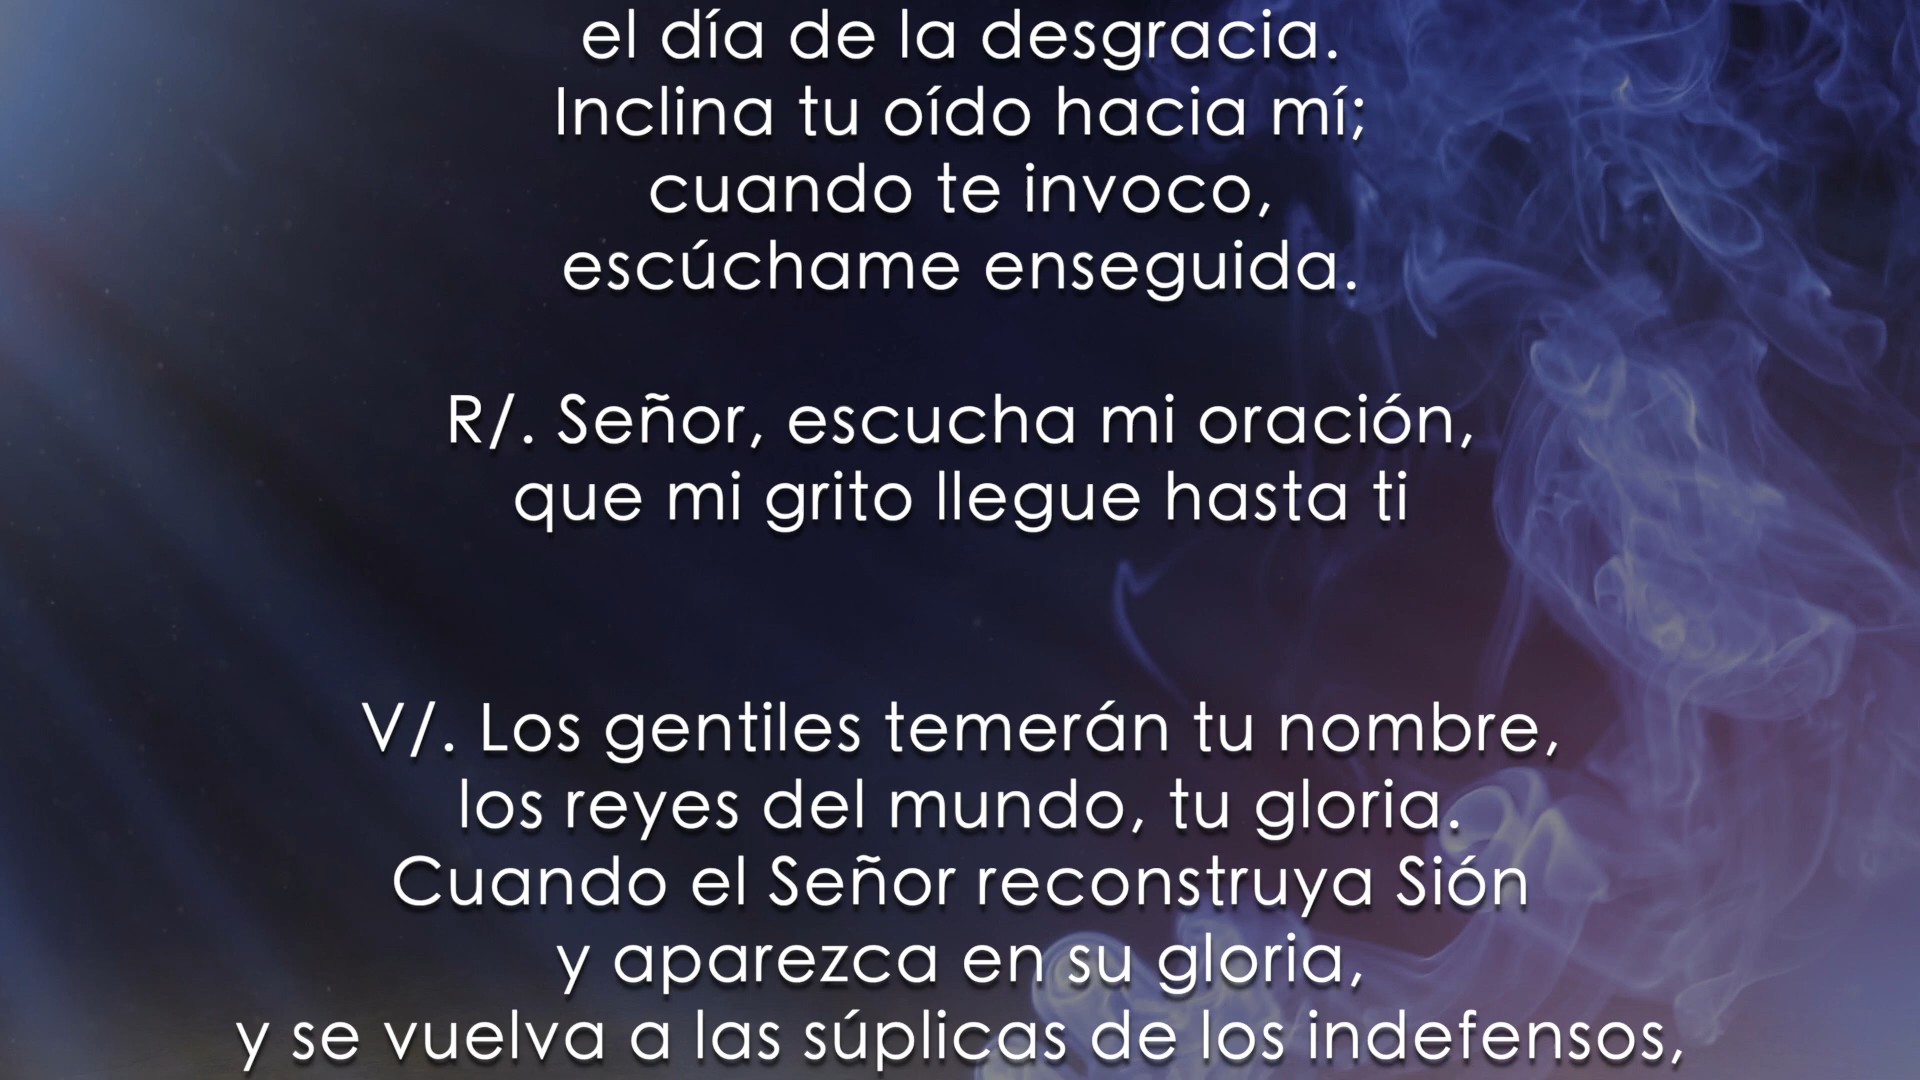 el día de la desgracia.
Inclina tu oído hacia mí;
cuando te invoco,
escúchame enseguida.
R/. Señor, escucha mi oración,
que mi grito llegue hasta ti
V/. Los gentiles temerán tu nombre,
los reyes del mundo, tu gloria.
Cuando el Señor reconstruya Sión
y aparezca en su gloria,
y se vuelva a las súplicas de los indefensos,